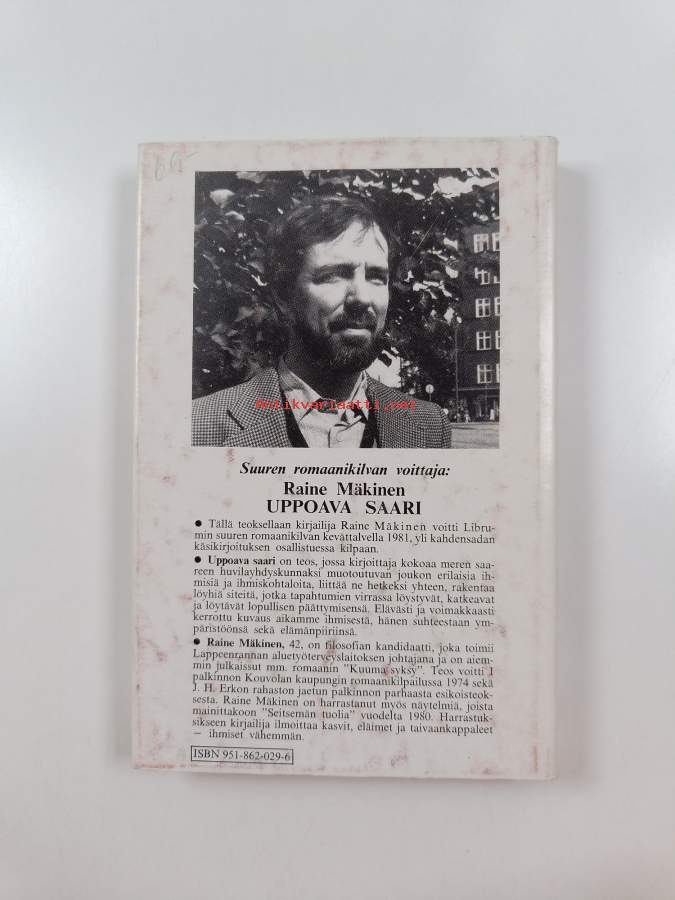 66-
Antikvariaatti.net
Suuren romaanikilvan voittaja:
Raine Mäkinen
UPPOAVA SAARI
● Tällä teoksellaan kirjailija Raine Mäkinen voitti Libru-
min suuren romaanikilvan kevättalvella 1981, yli kahdensadan
käsikirjoituksen osallistuessa kilpaan.
● Uppoava saari on teos, jossa kirjoittaja kokoaa meren saa-
reen huvilayhdyskunnaksi muotoutuvan joukon erilaisia ih-
misiä ja ihmiskohtaloita, liittää ne hetkeksi yhteen, rakentaa
löyhiä siteitä, jotka tapahtumien virrassa löystyvät, katkeavat
ja löytävät lopullisen päättymisensä. Elävästi ja voimakkaasti
kerrottu kuvaus aikamme ihmisestä, hänen suhteestaan ym-
päristöönsä sekä elämänpiiriinsä.
● Raine Mäkinen, 42, on filosofian kandidaatti, joka toimii
Lappeenrannan aluetyöterveyslaitoksen johtajana ja on aiem-
min julkaissut mm. romaanin "Kuuma syksy". Teos voitti I
palkinnon Kouvolan kaupungin romaanikilpailussa 1974 sekä
J. H. Erkon rahaston jaetun palkinnon parhaasta esikoisteok-
sesta. Raine Mäkinen on harrastanut myös näytelmiä, joista
mainittakoon "Seitsemän tuolia" vuodelta 1980. Harrastuk-
sikseen kirjailija ilmoittaa kasvit, eläimet ja taivaankappaleet
– ihmiset vähemmän.
ISBN 951-862-029-6